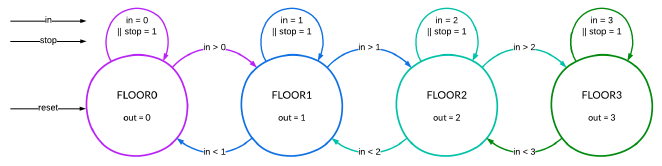 in
stop
reset
in = 0
|| stop = 1
FLOOR0
out = 0
in > 0
in < 1
in = 1
|| stop = 1
FLOOR1
out = 1
in > 1
in < 2
in = 2
|| stop = 1
FLOOR2
out = 2
in > 2
in < 3
in = 3
|| stop = 1
FLOOR3
out = 3